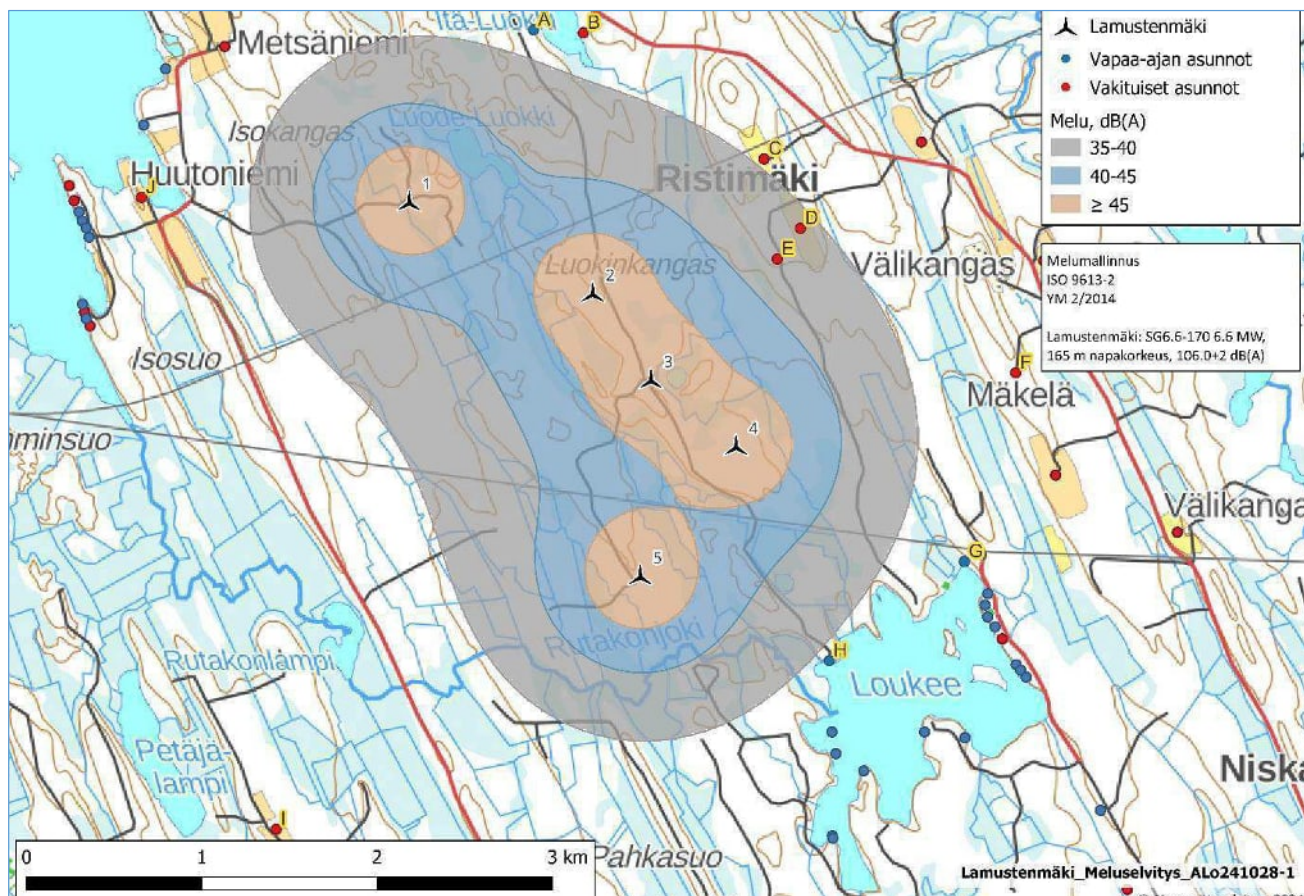 Itä-Luokki
A
B
Metsäniemi
Lamustenmäki
Vapaa-ajan asunnot
Vakituiset asunnot
Melu, dB(A)
35-40
40-45
≥ 45
Isokangas
Luode-Luokki
C
Huutoniemi
J
1
Ristimäki
D
E
Luokinkangas
Välikangas
Melumallinnus
ISO 9613-2
YM 2/2014
Lamustenmäki: SG6.6-170 6.6 MW,
165 m napakorkeus, 106.0+2 dB(A)
2
Isosuo
3
F
Mäkelä
mminsuo
4
Välikanga
G
5
Rutakonjoki
Rutakonlampi
H
Loukee
Petäjä-
lampi
Niska
I
0 1 2 3 km
Pahkasuo
Lamustenmäki_Meluselvitys_ALo241028-1